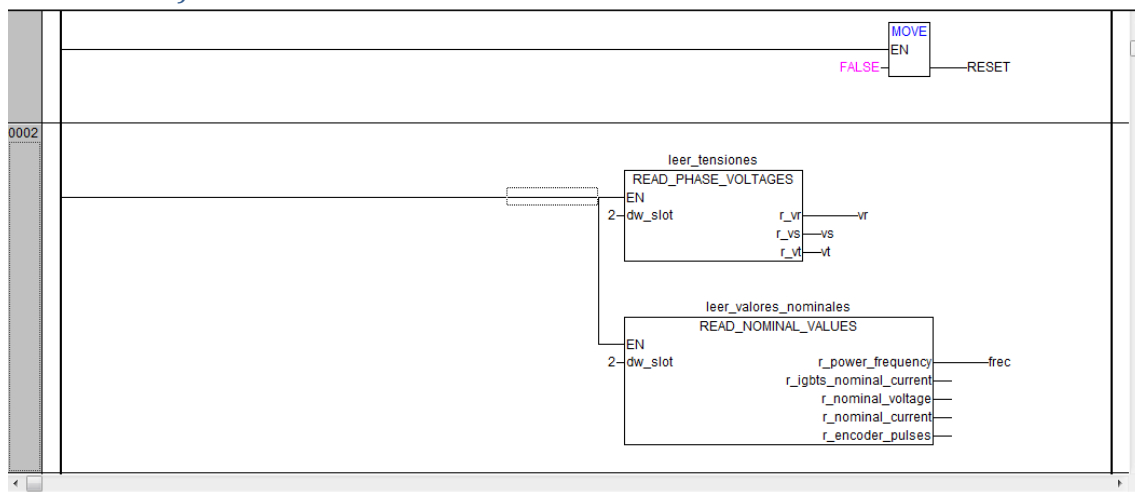 MOVE
EN
FALSE RESET
0002
leer_tensiones
READ_PHASE_VOLTAGES
EN
2 dw_slot r_vr vr
r_vs vs
r_vt vt
leer_valores_nominales
READ_NOMINAL_VALUES
EN
2 dw_slot r_power_frequency frec
r_igbts_nominal_current
r_nominal_voltage
r_nominal_current
r_encoder_pulses